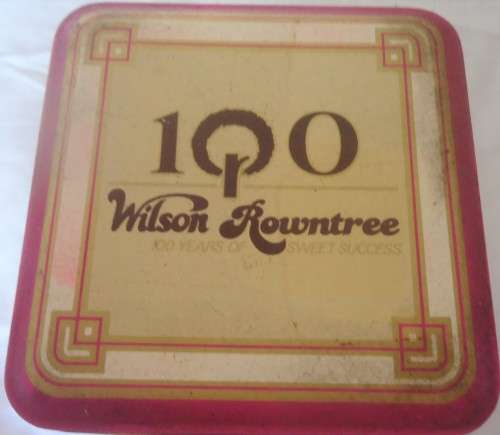 100
Wilson Rowntree
100 YEARS OF SWEET SUCCESS